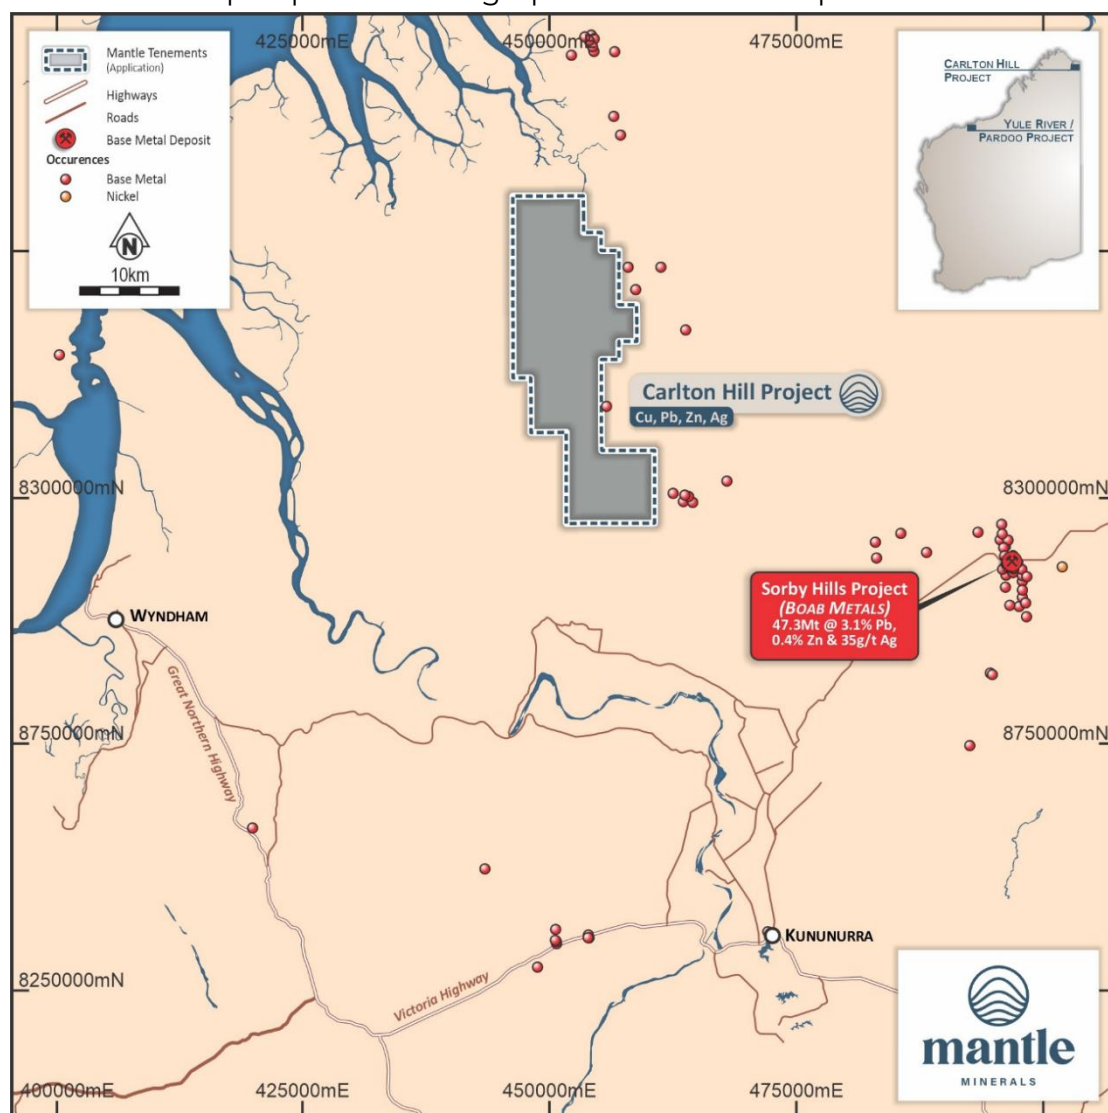 425000mE
450000mE
475000mE
Mantle Tenements
(Application)
Highways
Roads
Base Metal Deposit
Occurences
Base Metal
Nickel
N
10km
CARLTON HILL
PROJECT
YULE RIVER /
PARDOO PROJECT
Carlton Hill Project
Cu, Pb, Zn, Ag
8300000mN
8300000mN
Sorby Hills Project
(BOAB METALS)
47.3Mt @ 3.1% Pb,
0.4% Zn & 35g/t Ag
WYNDHAM
Great Northern Highway
8750000mN
8750000mN
KUNUNURRA
Victoria Highway
8250000mN
mantle
MINERALS
400000mE
425000mE
450000mE
475000mE